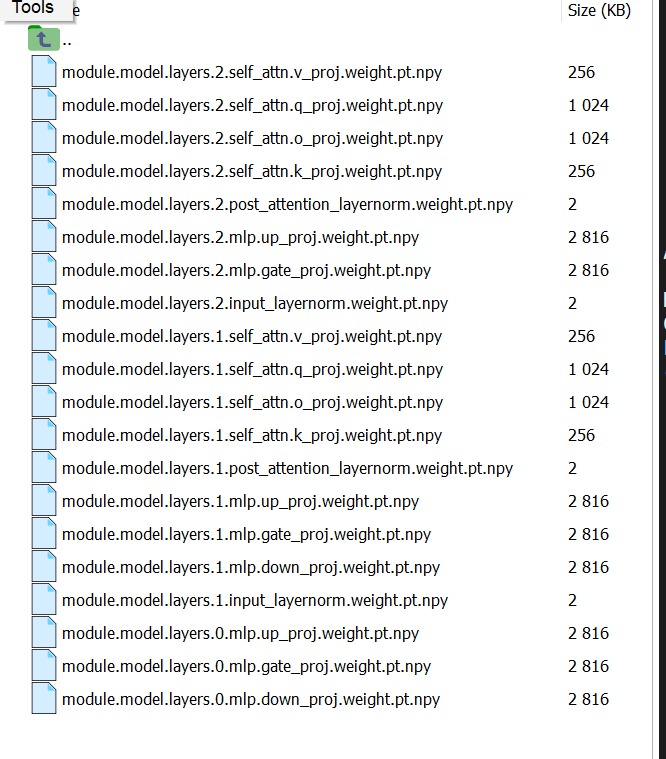 Tools e Size (KB)
..
module.model.layers.2.self_attn.v_proj.weight.pt.npy 256
module.model.layers.2.self_attn.q_proj.weight.pt.npy 1 024
module.model.layers.2.self_attn.o_proj.weight.pt.npy 1 024
module.model.layers.2.self_attn.k_proj.weight.pt.npy 256
module.model.layers.2.post_attention_layernorm.weight.pt.npy 2
module.model.layers.2.mlp.up_proj.weight.pt.npy 2 816
module.model.layers.2.mlp.gate_proj.weight.pt.npy 2 816
module.model.layers.2.input_layernorm.weight.pt.npy 2
module.model.layers.1.self_attn.v_proj.weight.pt.npy 256
module.model.layers.1.self_attn.q_proj.weight.pt.npy 1 024
module.model.layers.1.self_attn.o_proj.weight.pt.npy 1 024
module.model.layers.1.self_attn.k_proj.weight.pt.npy 256
module.model.layers.1.post_attention_layernorm.weight.pt.npy 2
module.model.layers.1.mlp.up_proj.weight.pt.npy 2 816
module.model.layers.1.mlp.gate_proj.weight.pt.npy 2 816
module.model.layers.1.mlp.down_proj.weight.pt.npy 2 816
module.model.layers.1.input_layernorm.weight.pt.npy 2
module.model.layers.0.mlp.up_proj.weight.pt.npy 2 816
module.model.layers.0.mlp.gate_proj.weight.pt.npy 2 816
module.model.layers.0.mlp.down_proj.weight.pt.npy 2 816